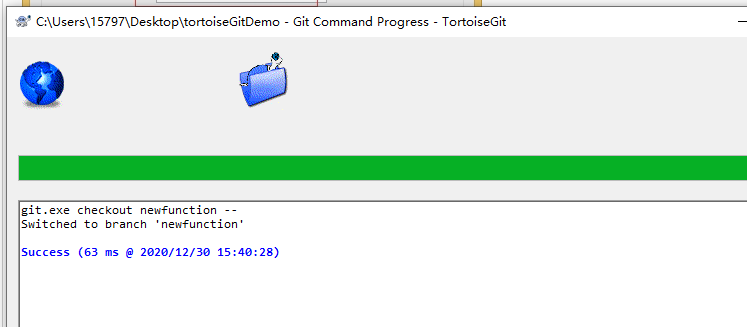 C:\Users\15797\Desktop\tortoiseGitDemo - Git Command Progress - TortoiseGit
git.exe checkout newfunction --
Switched to branch 'newfunction'
Success (63 ms @ 2020/12/30 15:40:28)